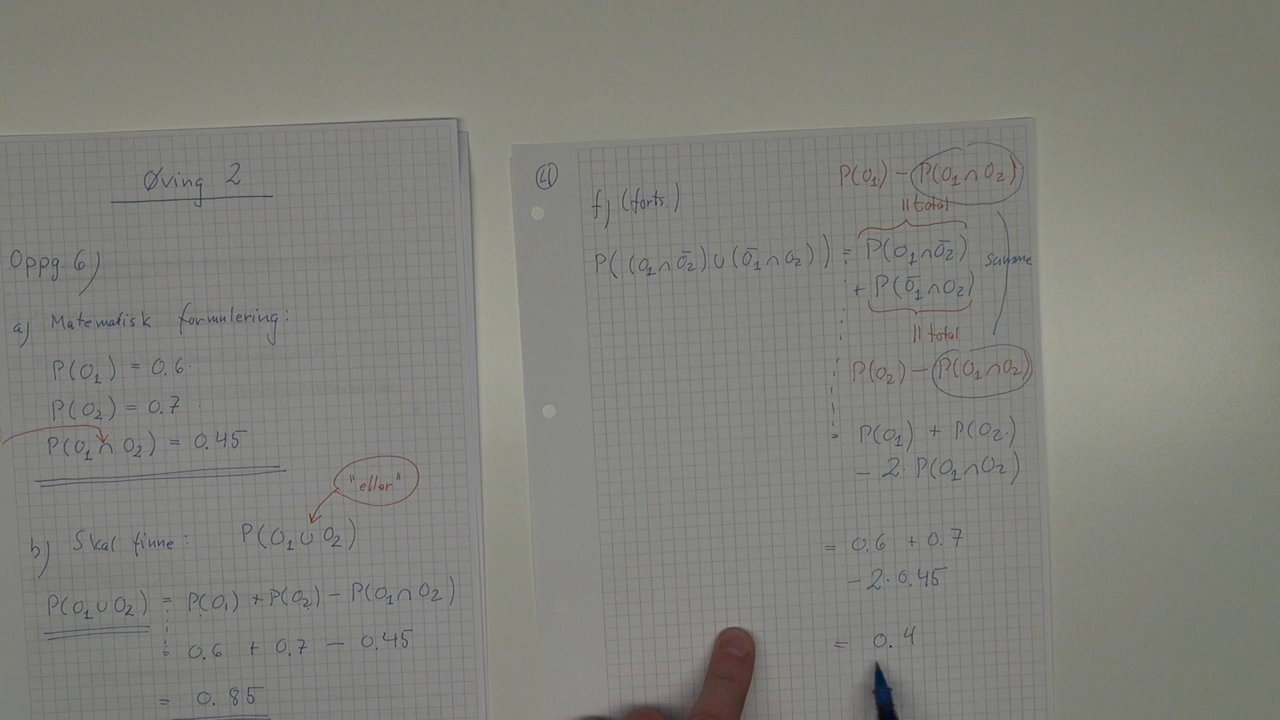 Øving 2
Oppg. 6)
a) Matematisk formulering:
P(O₁) = 0.6
P(O₂) = 0.7
P(O₁∩O₂) = 0.45
"eller"
b) Skal finne: P(O₁∪O₂)
P(O₁∪O₂) = P(O₁) + P(O₂) − P(O₁∩O₂)
= 0.6 + 0.7 − 0.45
= 0.85
④
P(O₁) − P(O₁∩O₂)
f) (forts.)
|| total
P((O₁∩Ō₂)∪(Ō₁∩O₂)) = P(O₁∩Ō₂)
samme
+ P(Ō₁∩O₂)
|| total
P(O₂) − P(O₁∩O₂)
= P(O₁) + P(O₂)
− 2·P(O₁∩O₂)
= 0.6 + 0.7
− 2·0.45
= 0.4